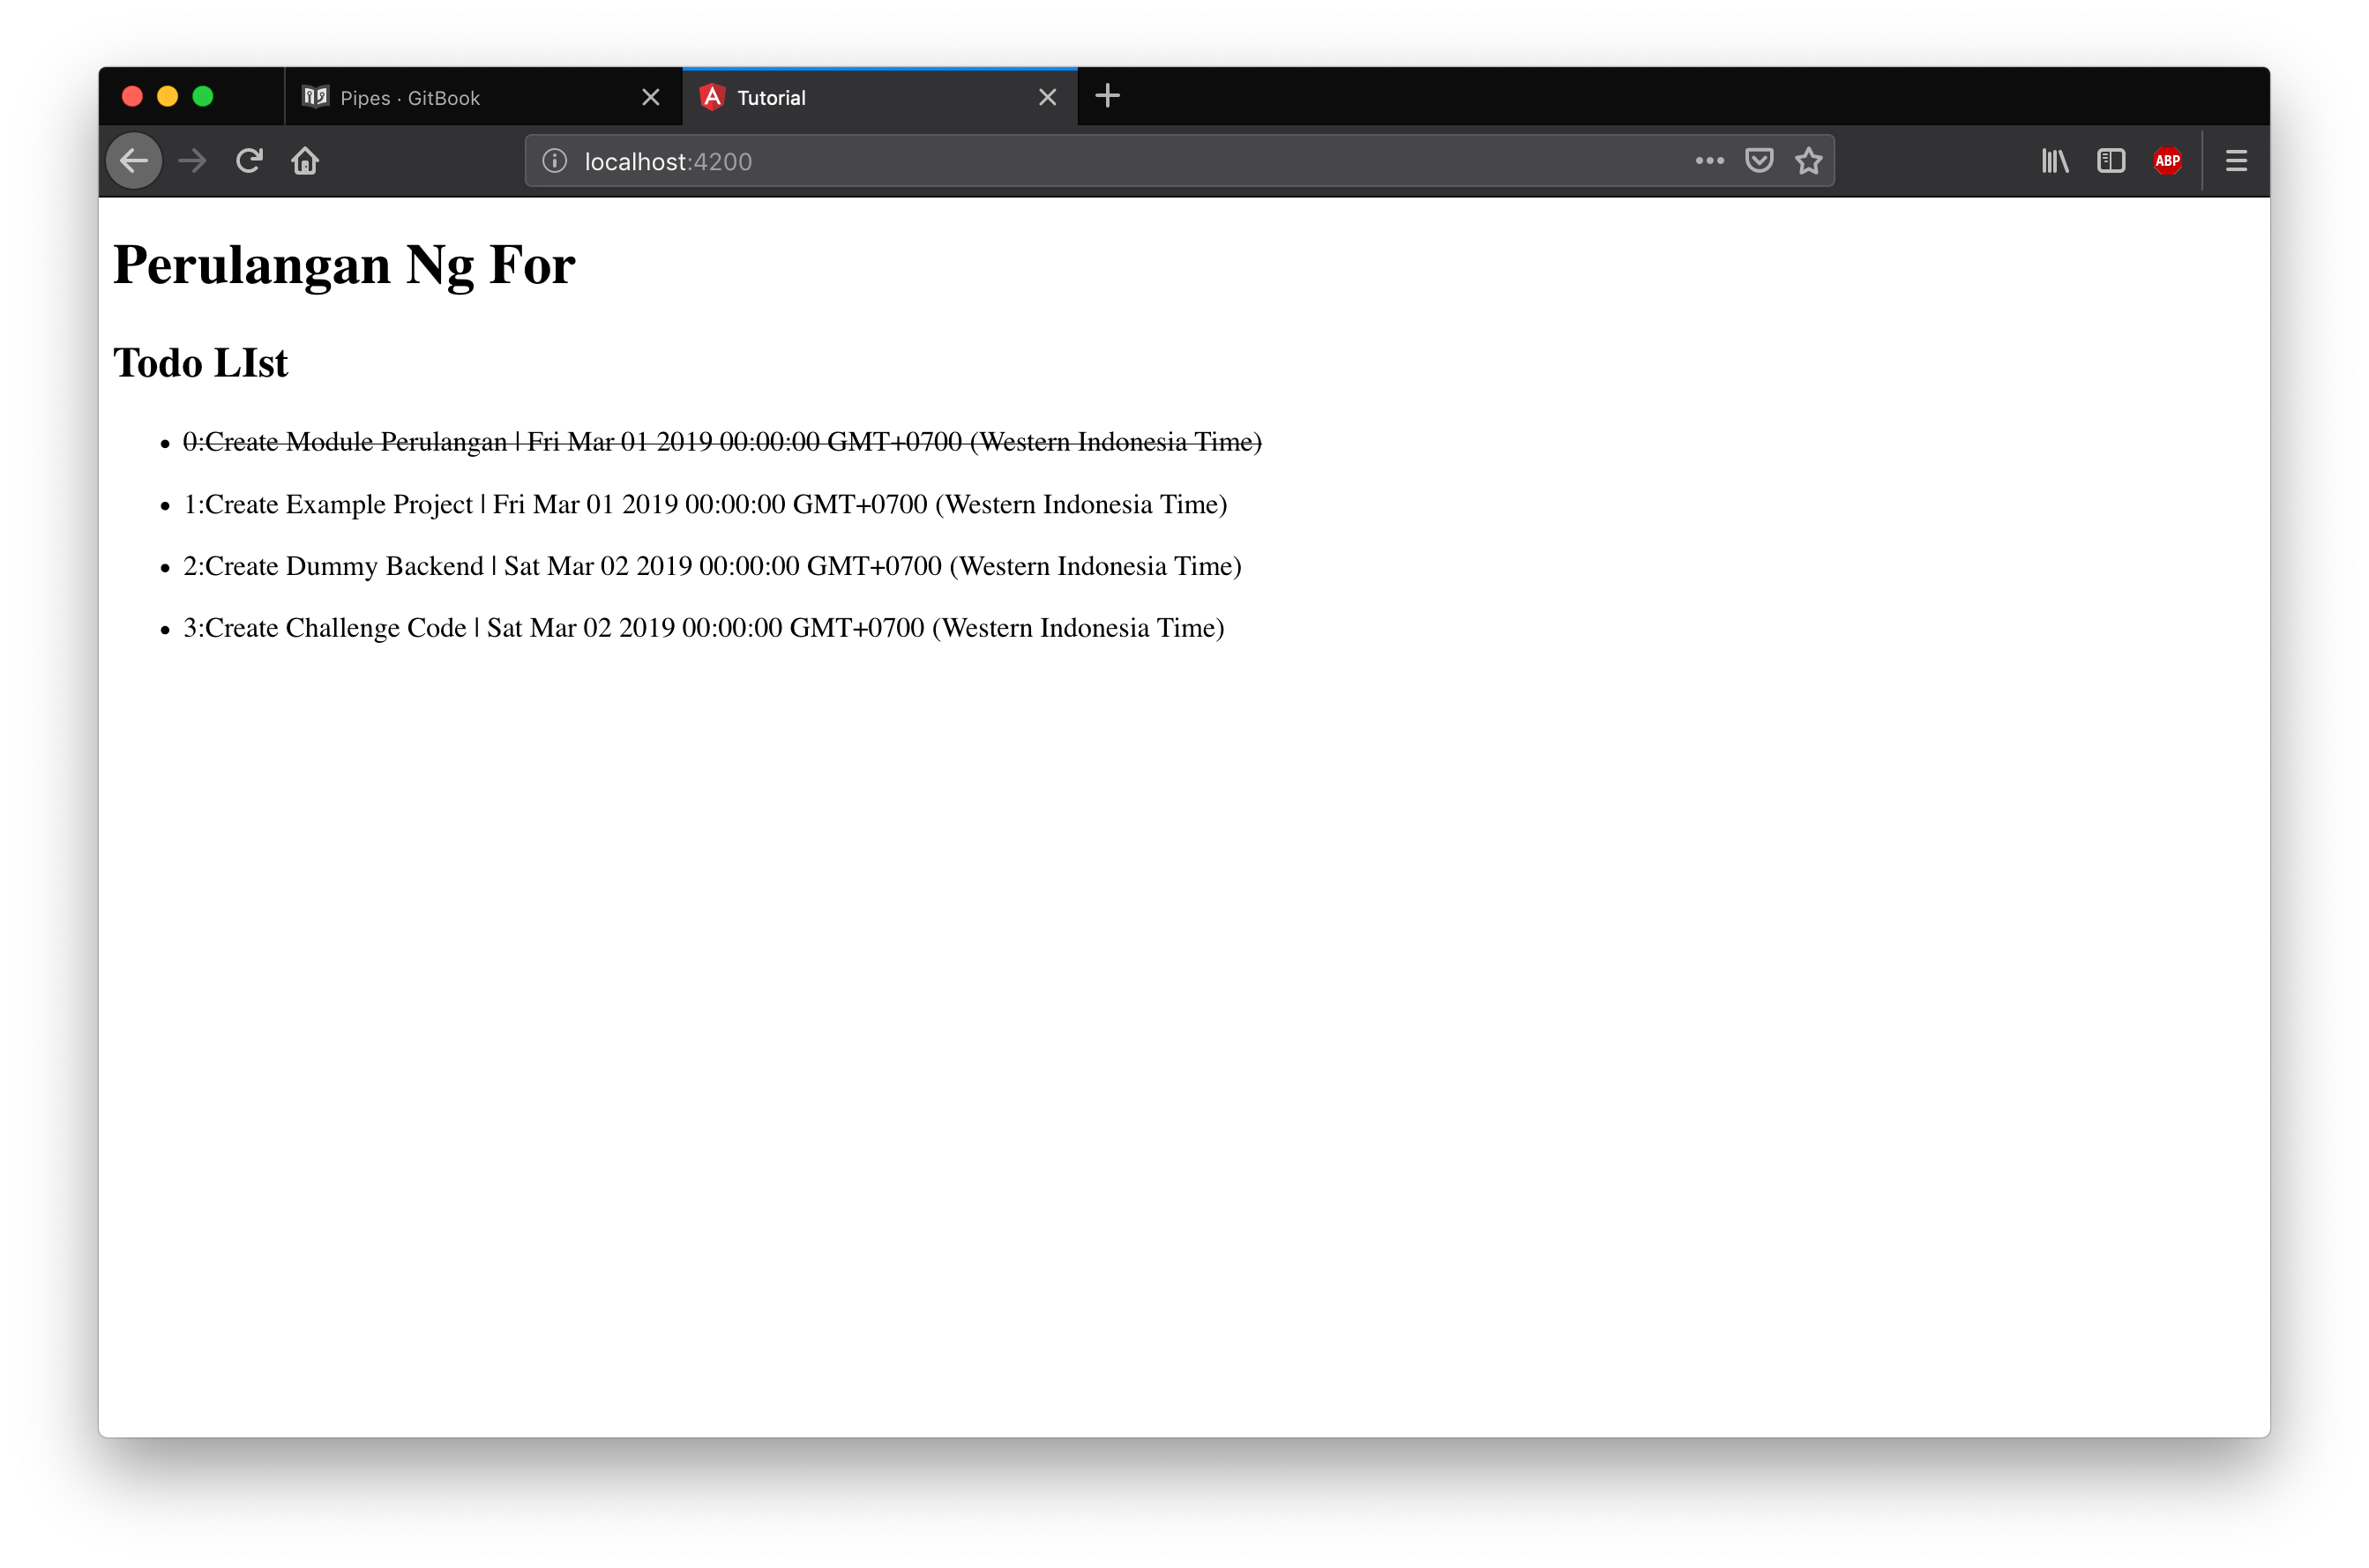 Pipes · GitBook
Tutorial
localhost:4200
ABP
Perulangan Ng For
Todo LIst
0:Create Module Perulangan | Fri Mar 01 2019 00:00:00 GMT+0700 (Western Indonesia Time)
1:Create Example Project | Fri Mar 01 2019 00:00:00 GMT+0700 (Western Indonesia Time)
2:Create Dummy Backend | Sat Mar 02 2019 00:00:00 GMT+0700 (Western Indonesia Time)
3:Create Challenge Code | Sat Mar 02 2019 00:00:00 GMT+0700 (Western Indonesia Time)